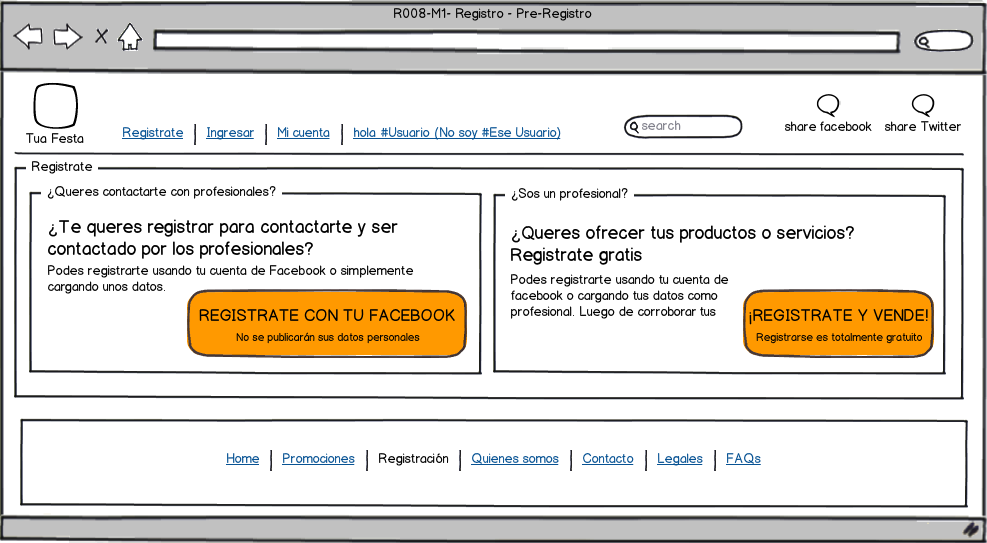 R008-M1- Registro - Pre-Registro
Tua Festa
Registrate
Ingresar
Mi cuenta
hola #Usuario (No soy #Ese Usuario)
search
share facebook
share Twitter
Registrate
¿Queres contactarte con profesionales?
¿Te queres registrar para contactarte y ser
contactado por los profesionales?
Podes registrarte usando tu cuenta de Facebook o simplemente
cargando unos datos.
REGISTRATE CON TU FACEBOOK
No se publicarán sus datos personales
¿Sos un profesional?
¿Queres ofrecer tus productos o servicios?
Registrate gratis
Podes registrarte usando tu cuenta de
facebook o cargando tus datos como
profesional. Luego de corroborar tus
¡REGISTRATE Y VENDE!
Registrarse es totalmente gratuito
Home
Promociones
Registración
Quienes somos
Contacto
Legales
FAQs